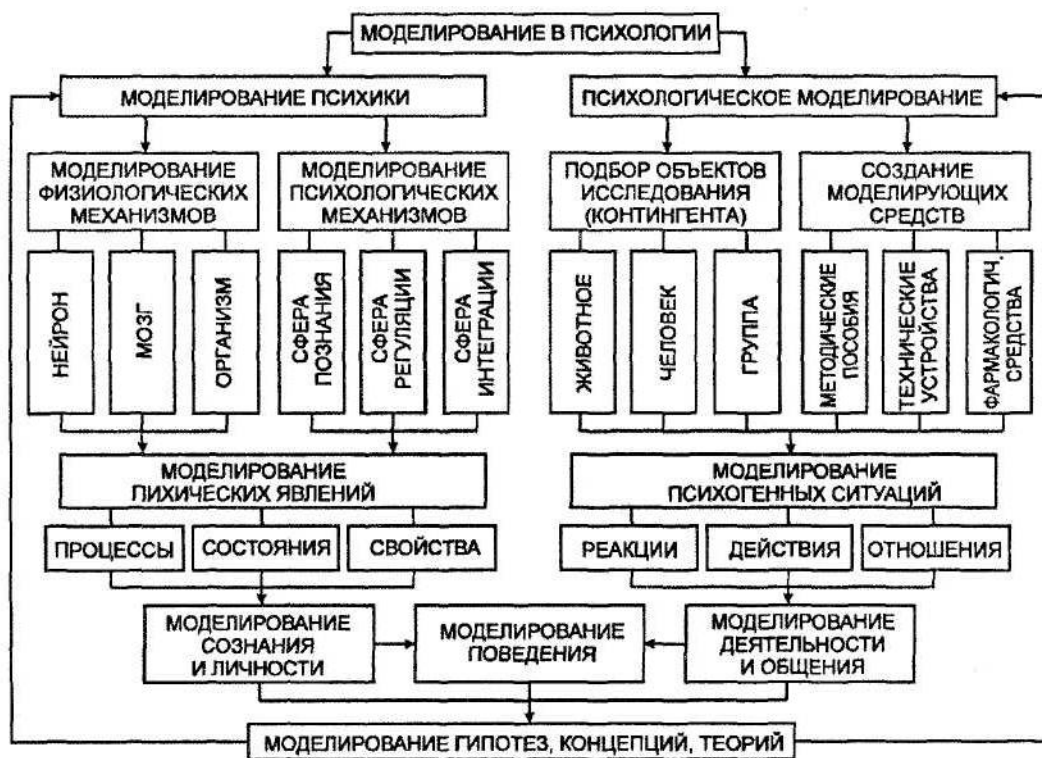 МОДЕЛИРОВАНИЕ В ПСИХОЛОГИИ
МОДЕЛИРОВАНИЕ ПСИХИКИ
ПСИХОЛОГИЧЕСКОЕ МОДЕЛИРОВАНИЕ
МОДЕЛИРОВАНИЕ
ФИЗИОЛОГИЧЕСКИХ
МЕХАНИЗМОВ
МОДЕЛИРОВАНИЕ
ПСИХОЛОГИЧЕСКИХ
МЕХАНИЗМОВ
ПОДБОР ОБЪЕКТОВ
ИССЛЕДОВАНИЯ
(КОНТИНГЕНТА)
СОЗДАНИЕ
МОДЕЛИРУЮЩИХ
СРЕДСТВ
НЕЙРОН
МОЗГ
ОРГАНИЗМ
СФЕРА
ПОЗНАНИЯ
СФЕРА
РЕГУЛЯЦИИ
СФЕРА
ИНТЕГРАЦИИ
ЖИВОТНОЕ
ЧЕЛОВЕК
ГРУППА
МЕТОДИЧЕСКИЕ
ПОСОБИЯ
ТЕХНИЧЕСКИЕ
УСТРОЙСТВА
ФАРМАКОЛОГИЧ.
СРЕДСТВА
МОДЕЛИРОВАНИЕ
ПИХИЧЕСКИХ ЯВЛЕНИЙ
МОДЕЛИРОВАНИЕ
ПСИХОГЕННЫХ СИТУАЦИЙ
ПРОЦЕССЫ
СОСТОЯНИЯ
СВОЙСТВА
РЕАКЦИИ
ДЕЙСТВИЯ
ОТНОШЕНИЯ
МОДЕЛИРОВАНИЕ
СОЗНАНИЯ
И ЛИЧНОСТИ
МОДЕЛИРОВАНИЕ
ПОВЕДЕНИЯ
МОДЕЛИРОВАНИЕ
ДЕЯТЕЛЬНОСТИ
И ОБЩЕНИЯ
МОДЕЛИРОВАНИЕ ГИПОТЕЗ, КОНЦЕПЦИЙ, ТЕОРИЙ